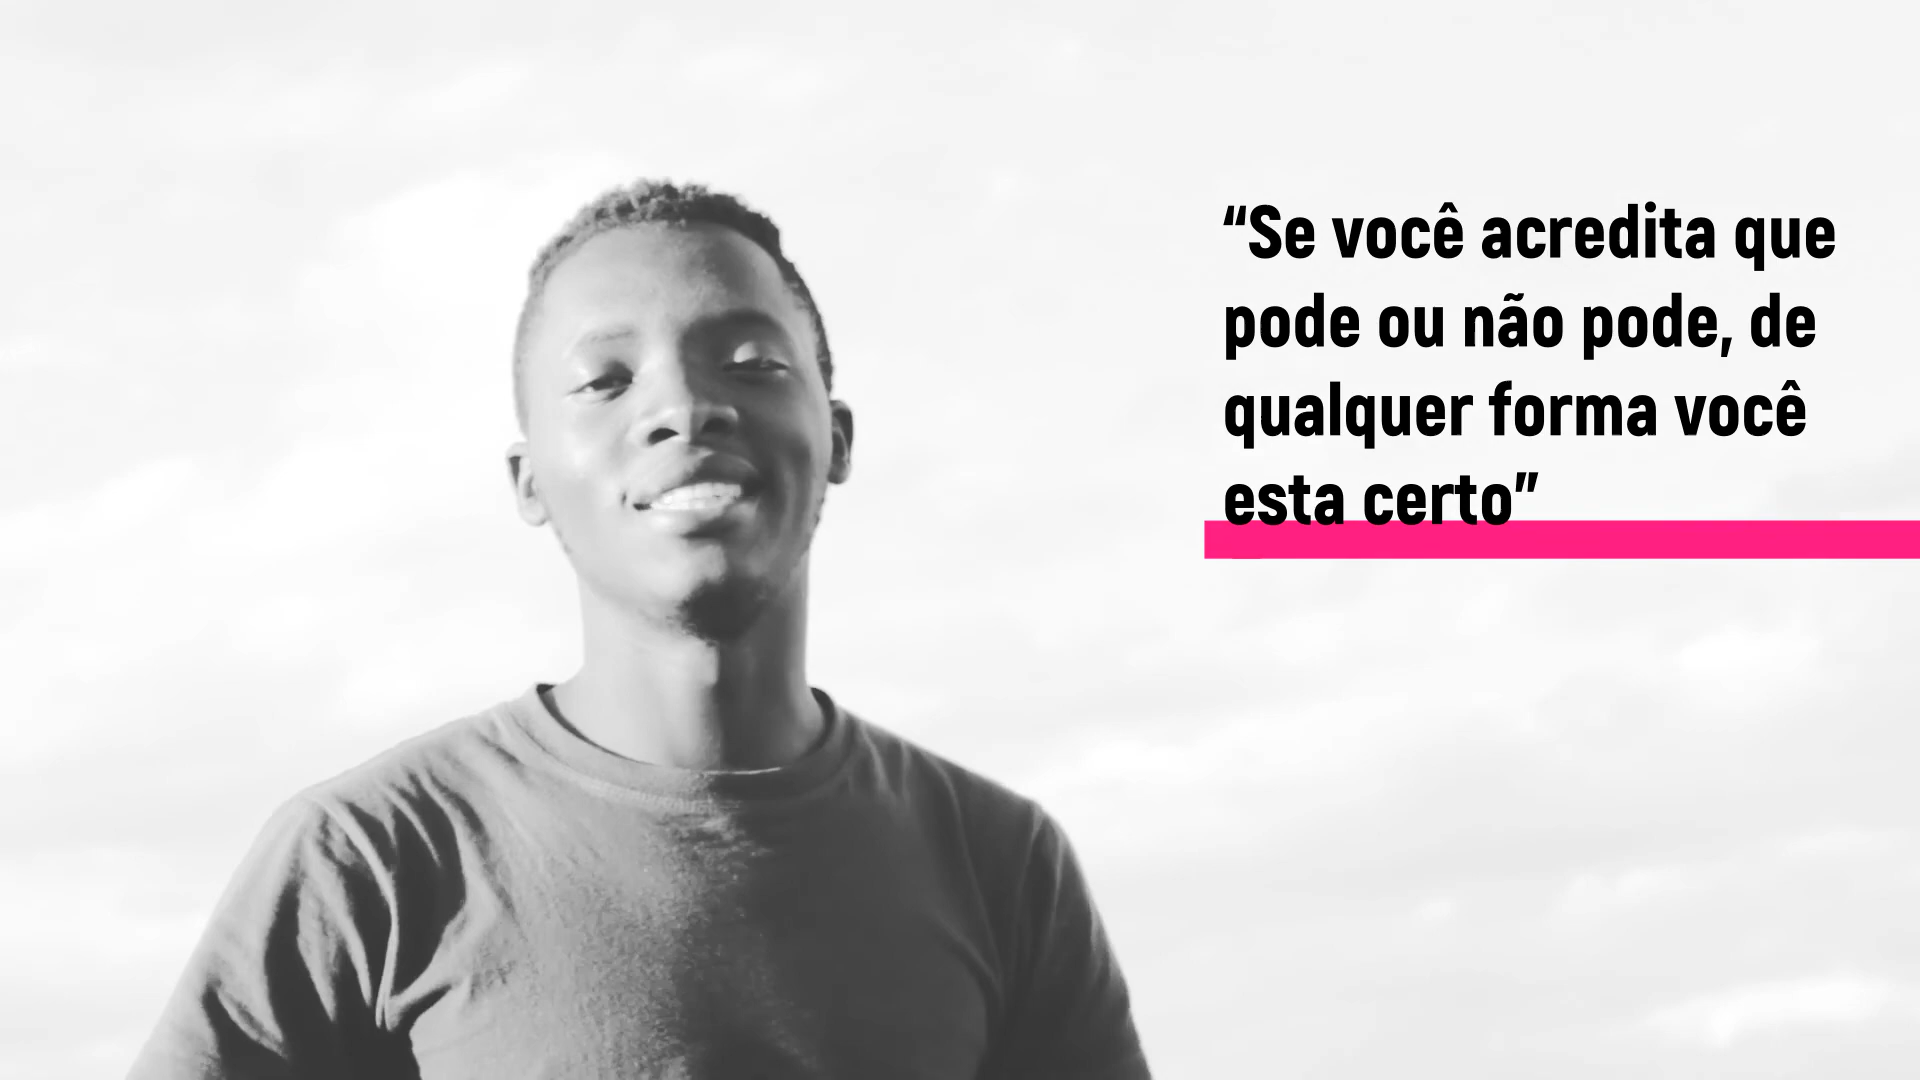 “Se você acredita que
pode ou não pode, de
qualquer forma você
esta certo”